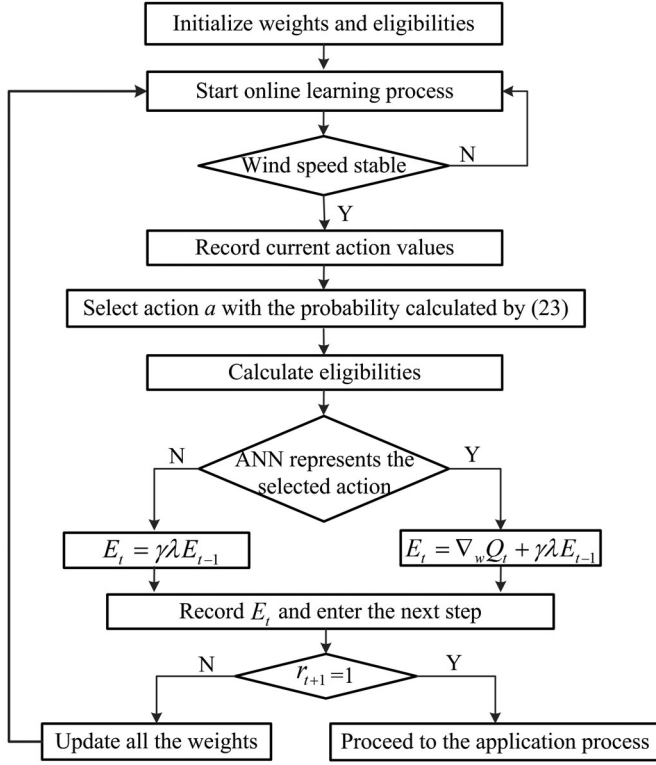 Initialize weights and eligibilities
Start online learning process
Wind speed stable
N
Y
Record current action values
Select action a with the probability calculated by (23)
Calculate eligibilities
N
ANN represents the
selected action
Y
E_t = γλE_{t−1}
E_t = ∇_w Q_t + γλE_{t−1}
Record E_t and enter the next step
N
r_{t+1} =1
Y
Update all the weights
Proceed to the application process